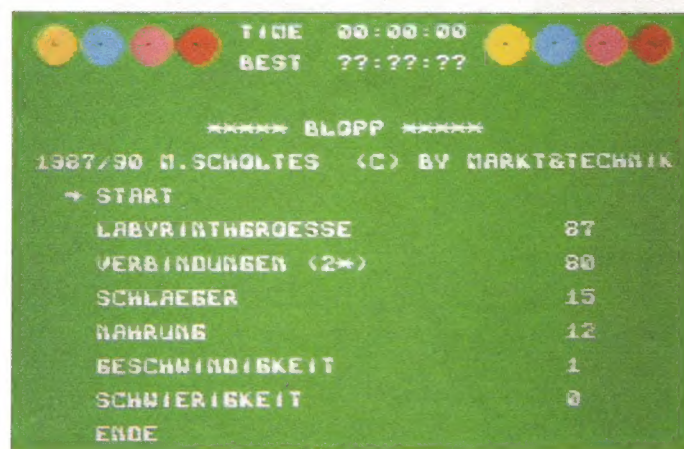 TIME 00:00:00
BEST ??:??:??
***** BLOPP *****
1987/90 M.SCHOLTES (C) BY MARKT&TECHNIK
→ START
LABYRINTHGROESSE 87
VERBINDUNGEN (2*) 80
SCHLAEGER 15
NAHRUNG 12
GESCHWINDIGKEIT 1
SCHWIERIGKEIT 0
ENDE